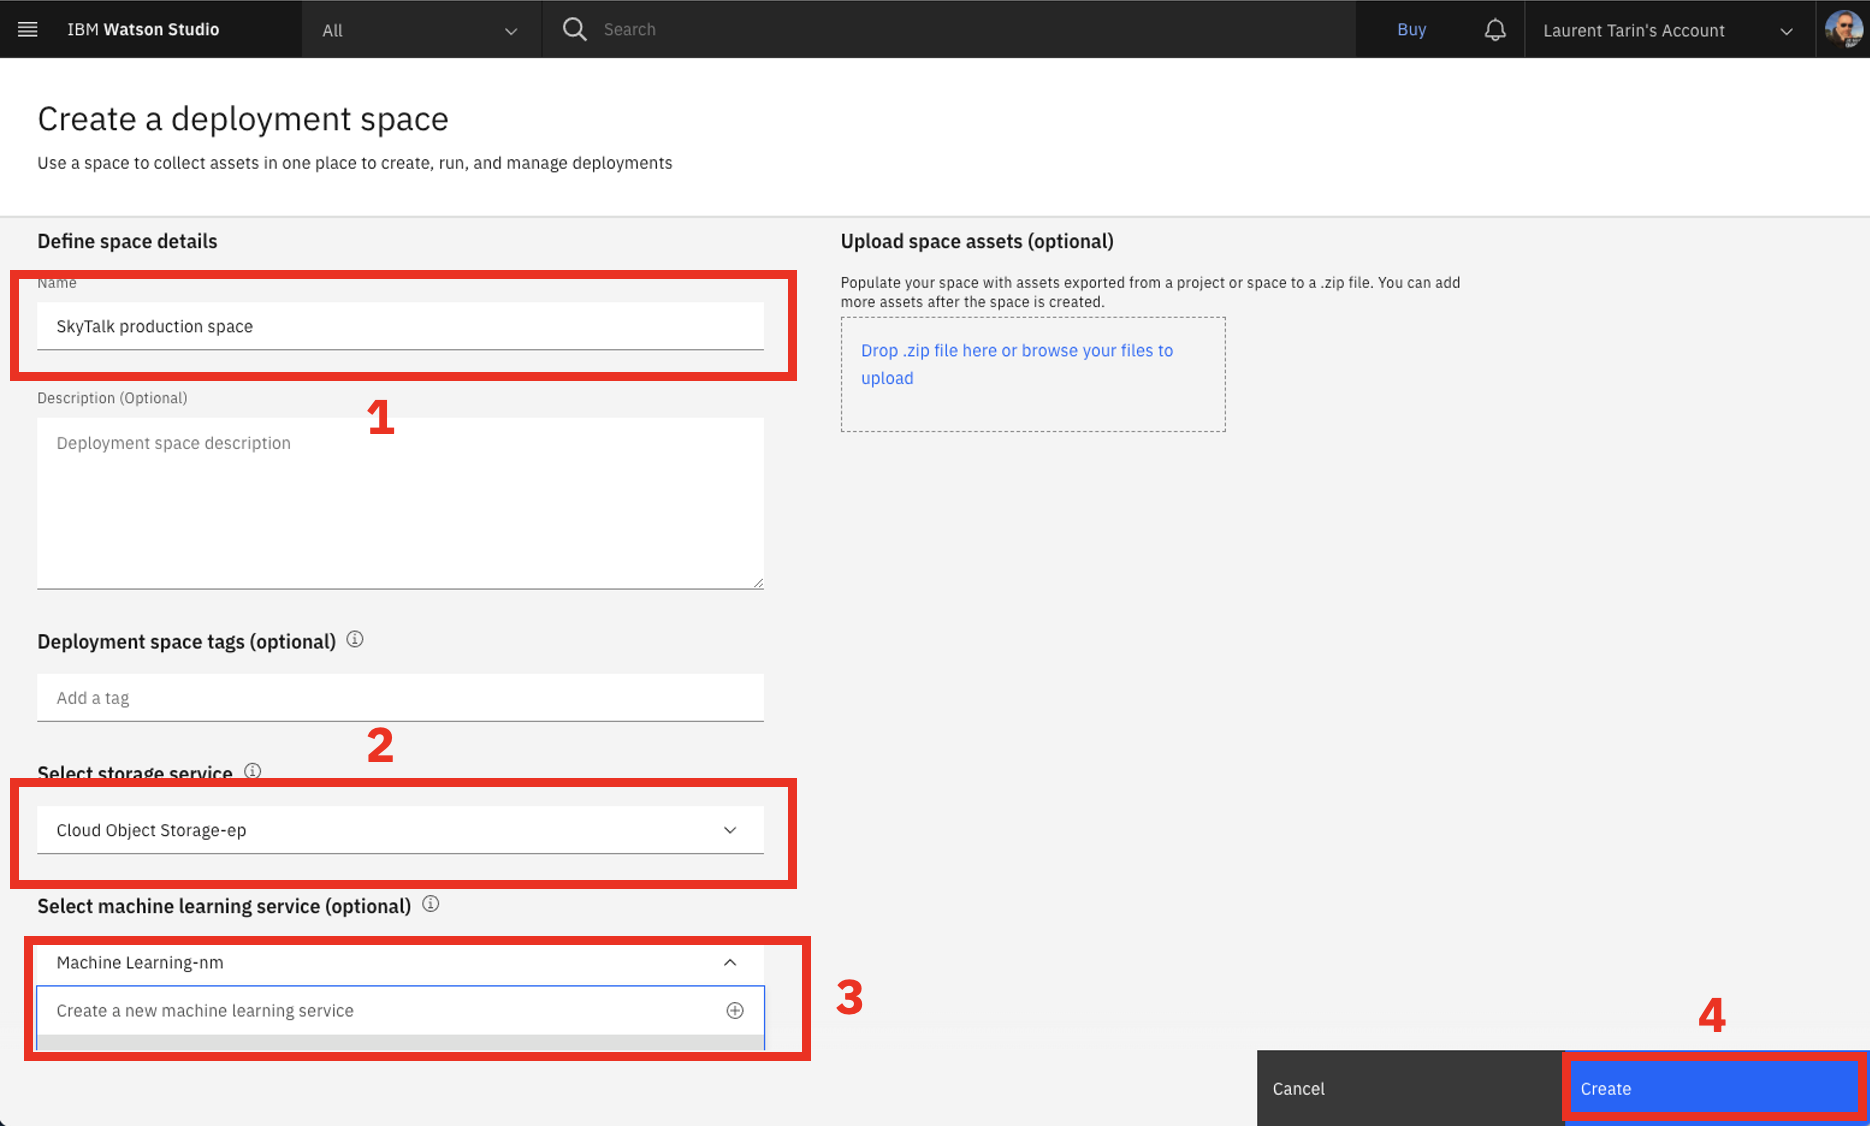 IBM Watson Studio
All
Search
Buy
Laurent Tarin's Account
Create a deployment space
Use a space to collect assets in one place to create, run, and manage deployments
Define space details
Name
SkyTalk production space
1
Description (Optional)
Deployment space description
Deployment space tags (optional)
Add a tag
2
Select storage service
Cloud Object Storage-ep
Select machine learning service (optional)
Machine Learning-nm
Create a new machine learning service
3
Upload space assets (optional)
Populate your space with assets exported from a project or space to a .zip file. You can add
more assets after the space is created.
Drop .zip file here or browse your files to
upload
4
Cancel
Create